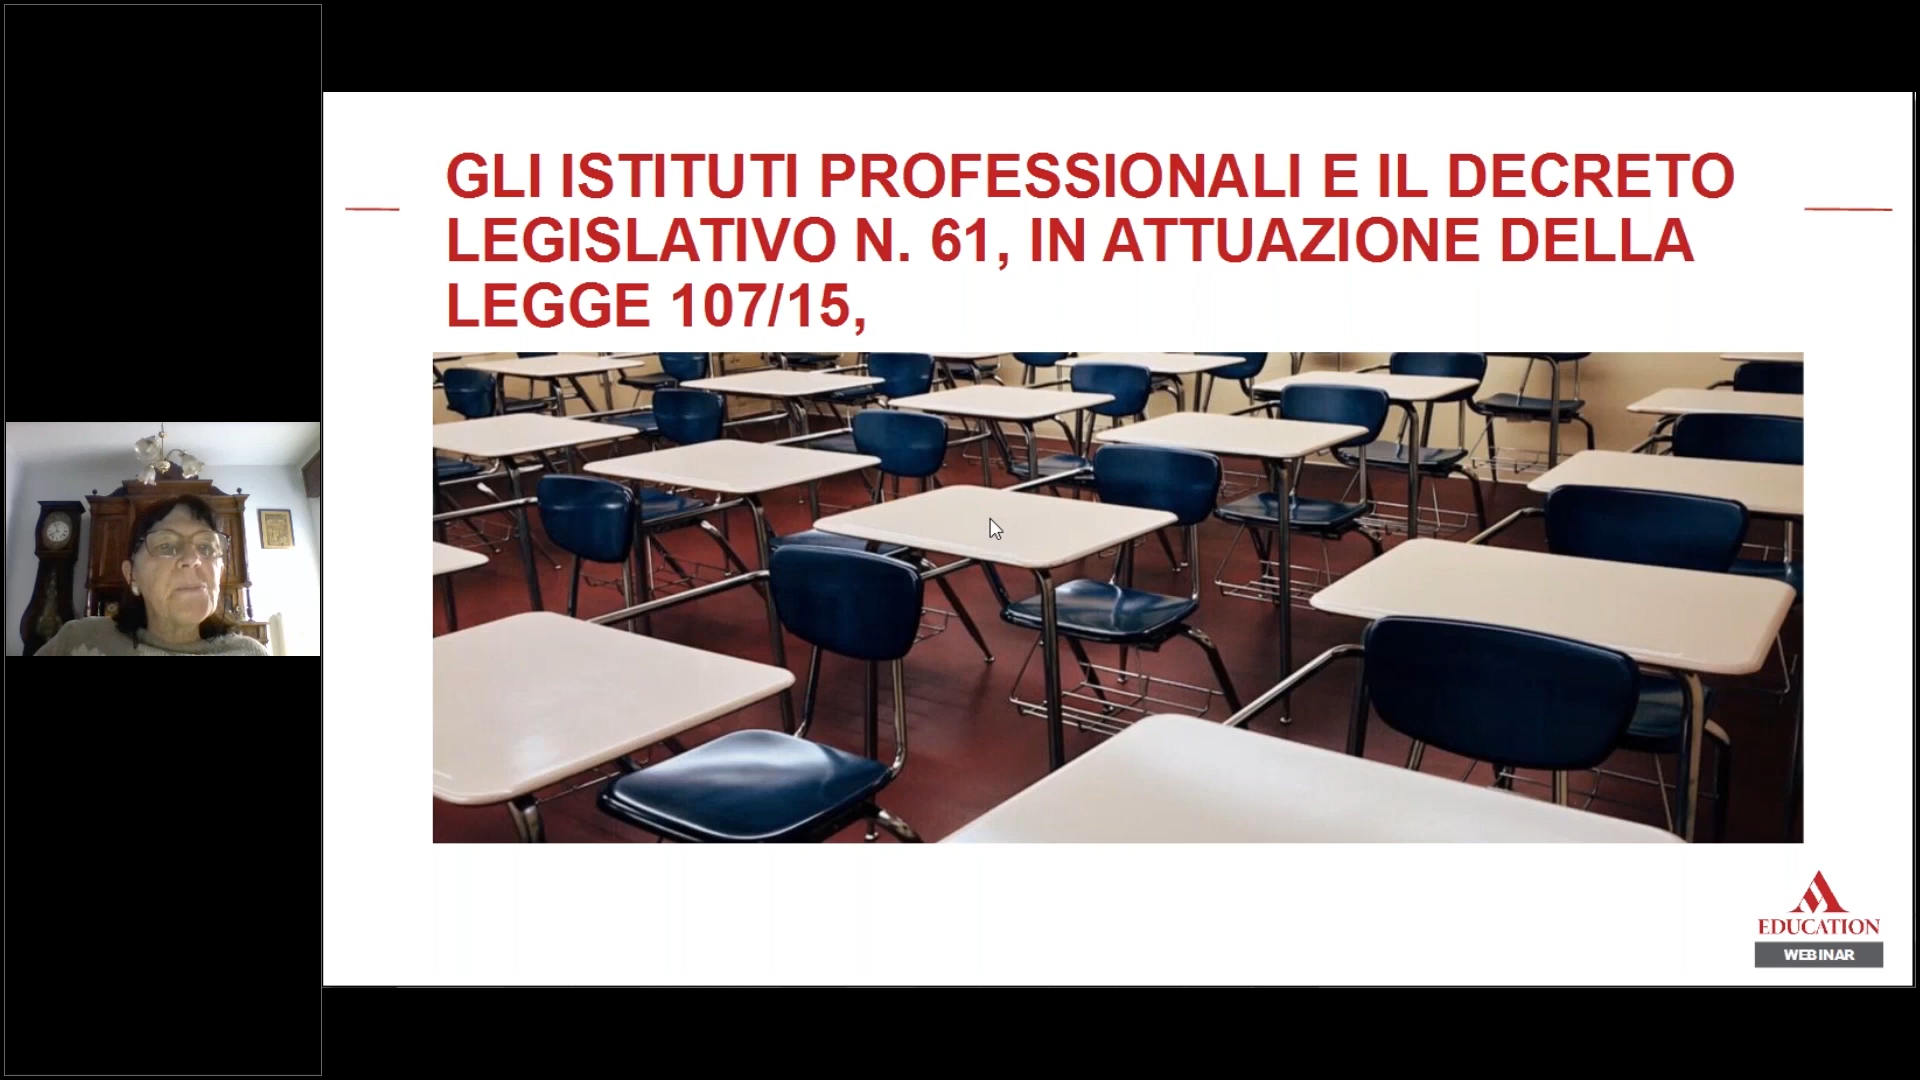 GLI ISTITUTI PROFESSIONALI E IL DECRETO
LEGISLATIVO N. 61, IN ATTUAZIONE DELLA
LEGGE 107/15,
EDUCATION
WEBINAR